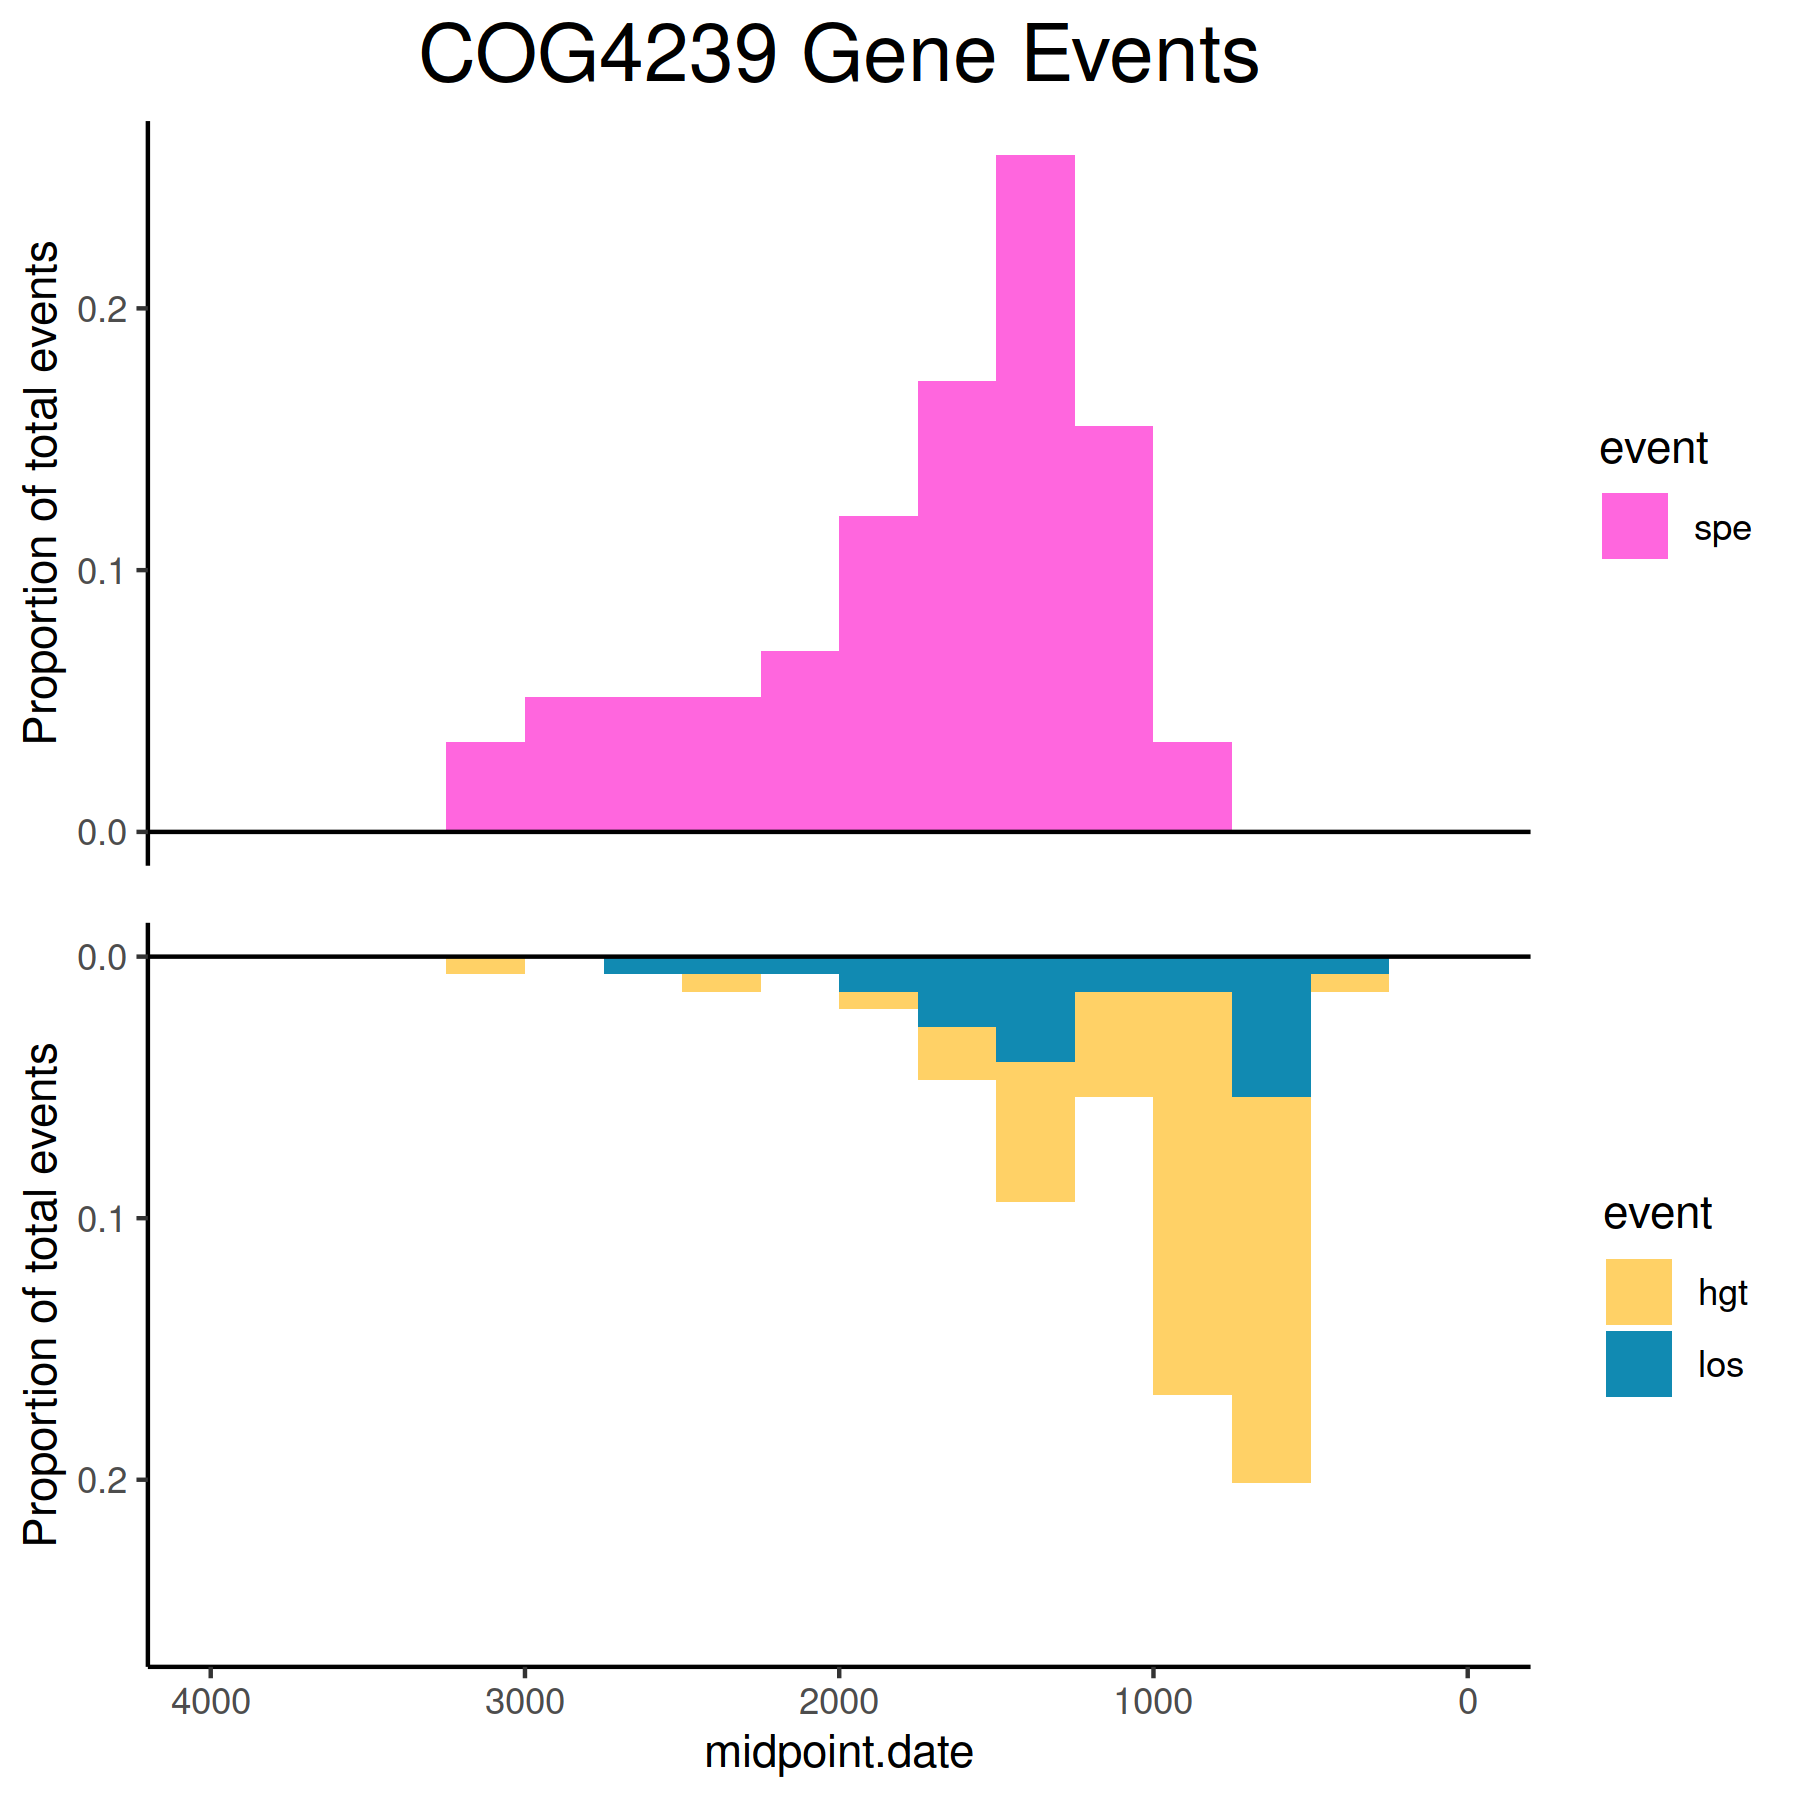 COG4239 Gene Events
Proportion of total events
0.2
0.1
0.0
event
spe
Proportion of total events
0.0
0.1
0.2
event
hgt
los
4000 3000 2000 1000 0
midpoint.date